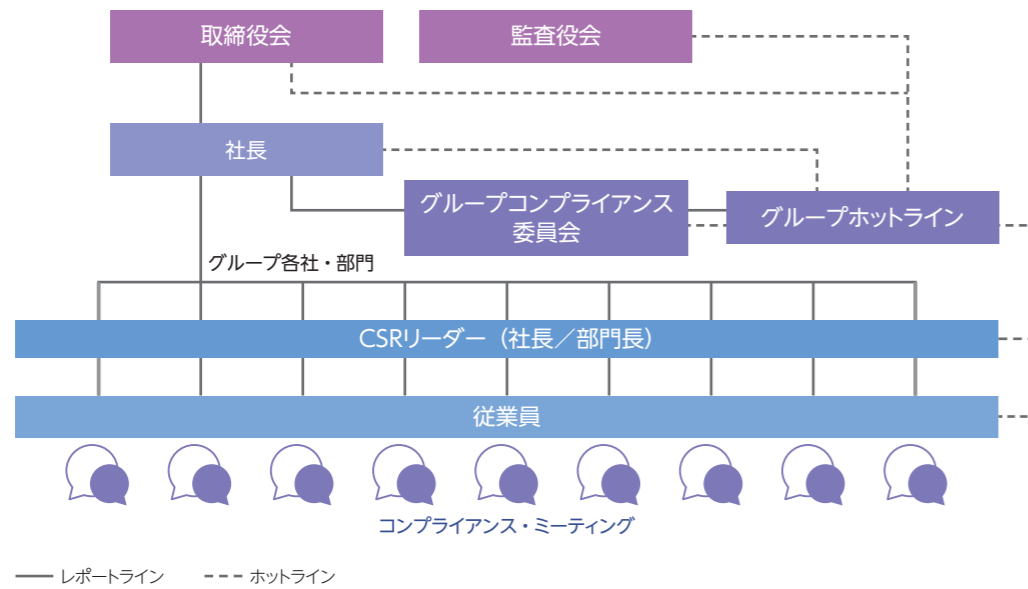 取締役会
監査役会
社長
グループコンプライアンス
委員会
グループホットライン
グループ各社・部門
CSRリーダー（社長／部門長）
従業員
コンプライアンス・ミーティング
レポートライン
ホットライン